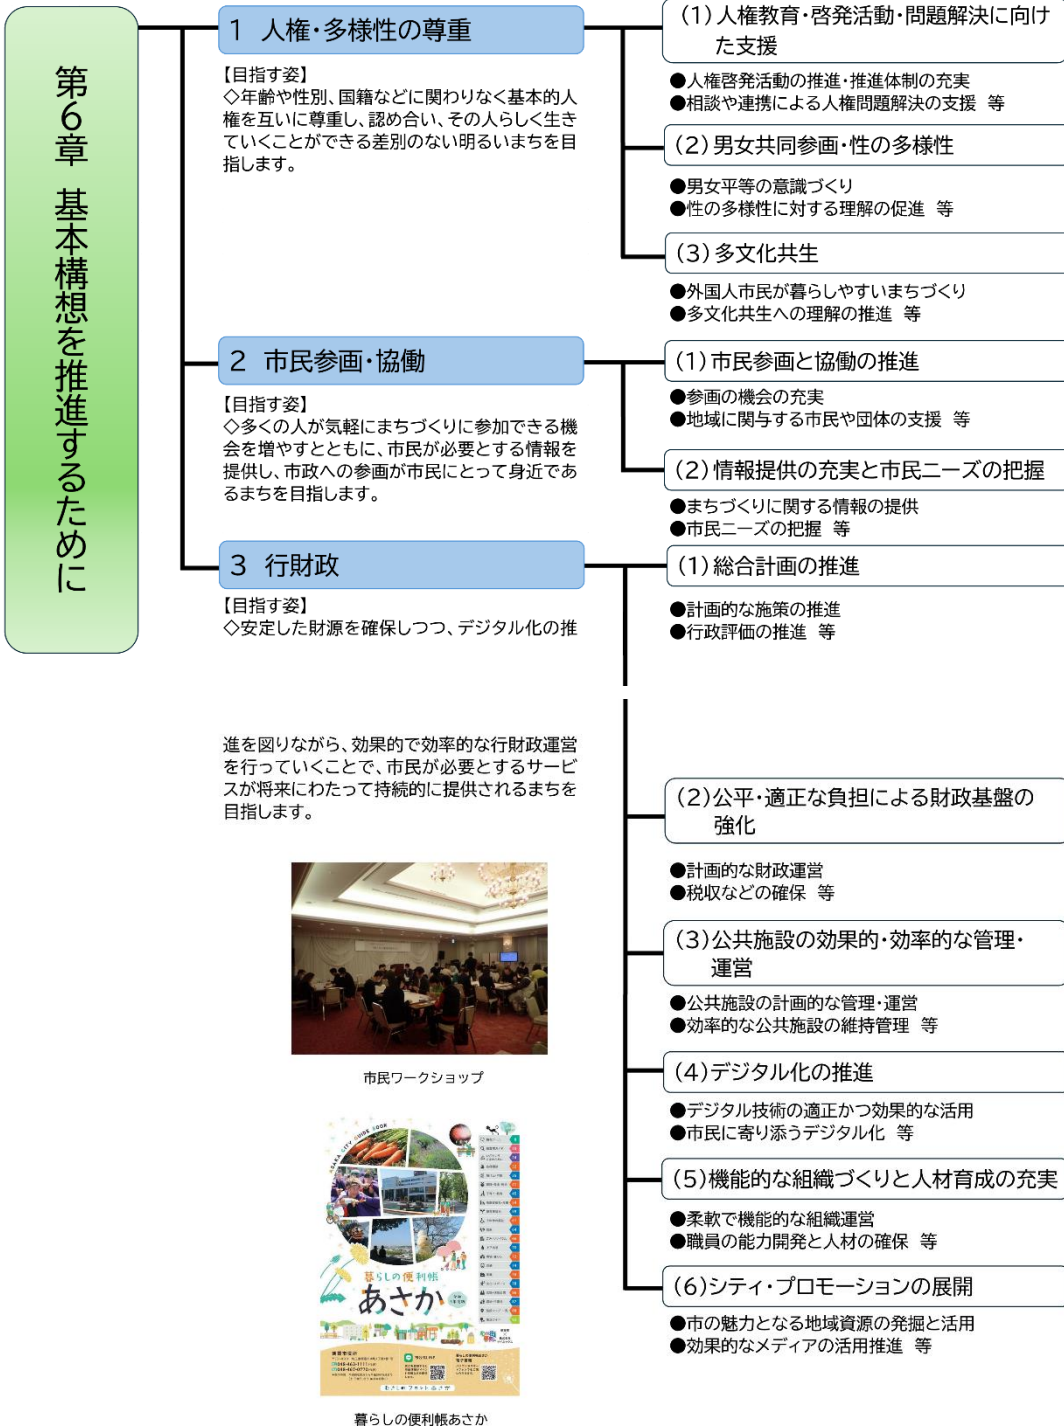 第6章 基本構想を推進するために
1 人権・多様性の尊重
【目指す姿】
◇年齢や性別、国籍などに関わりなく基本的人
権を互いに尊重し、認め合い、その人らしく生き
ていくことができる差別のない明るいまちを目
指します。
(1)人権教育・啓発活動・問題解決に向け
た支援
●人権啓発活動の推進・推進体制の充実
●相談や連携による人権問題解決の支援 等
(2)男女共同参画・性の多様性
●男女平等の意識づくり
●性の多様性に対する理解の促進 等
(3)多文化共生
●外国人市民が暮らしやすいまちづくり
●多文化共生への理解の推進 等
2 市民参画・協働
【目指す姿】
◇多くの人が気軽にまちづくりに参加できる機
会を増やすとともに、市民が必要とする情報を
提供し、市政への参画が市民にとって身近であ
るまちを目指します。
(1)市民参画と協働の推進
●参画の機会の充実
●地域に関与する市民や団体の支援 等
(2)情報提供の充実と市民ニーズの把握
●まちづくりに関する情報の提供
●市民ニーズの把握 等
3 行財政
【目指す姿】
◇安定した財源を確保しつつ、デジタル化の推
進を図りながら、効果的で効率的な行財政運営
を行っていくことで、市民が必要とするサービ
スが将来にわたって持続的に提供されるまちを
目指します。
(1)総合計画の推進
●計画的な施策の推進
●行政評価の推進 等
(2)公平・適正な負担による財政基盤の
強化
●計画的な財政運営
●税収などの確保 等
(3)公共施設の効果的・効率的な管理・
運営
●公共施設の計画的な管理・運営
●効率的な公共施設の維持管理 等
(4)デジタル化の推進
●デジタル技術の適正かつ効果的な活用
●市民に寄り添うデジタル化 等
(5)機能的な組織づくりと人材育成の充実
●柔軟で機能的な組織運営
●職員の能力開発と人材の確保 等
(6)シティ・プロモーションの展開
●市の魅力となる地域資源の発掘と活用
●効果的なメディアの活用推進 等
市民ワークショップ
ASAKA CITY GUIDE BOOK
暮らしの便利帳
あさか
暮らしの便利帳あさか